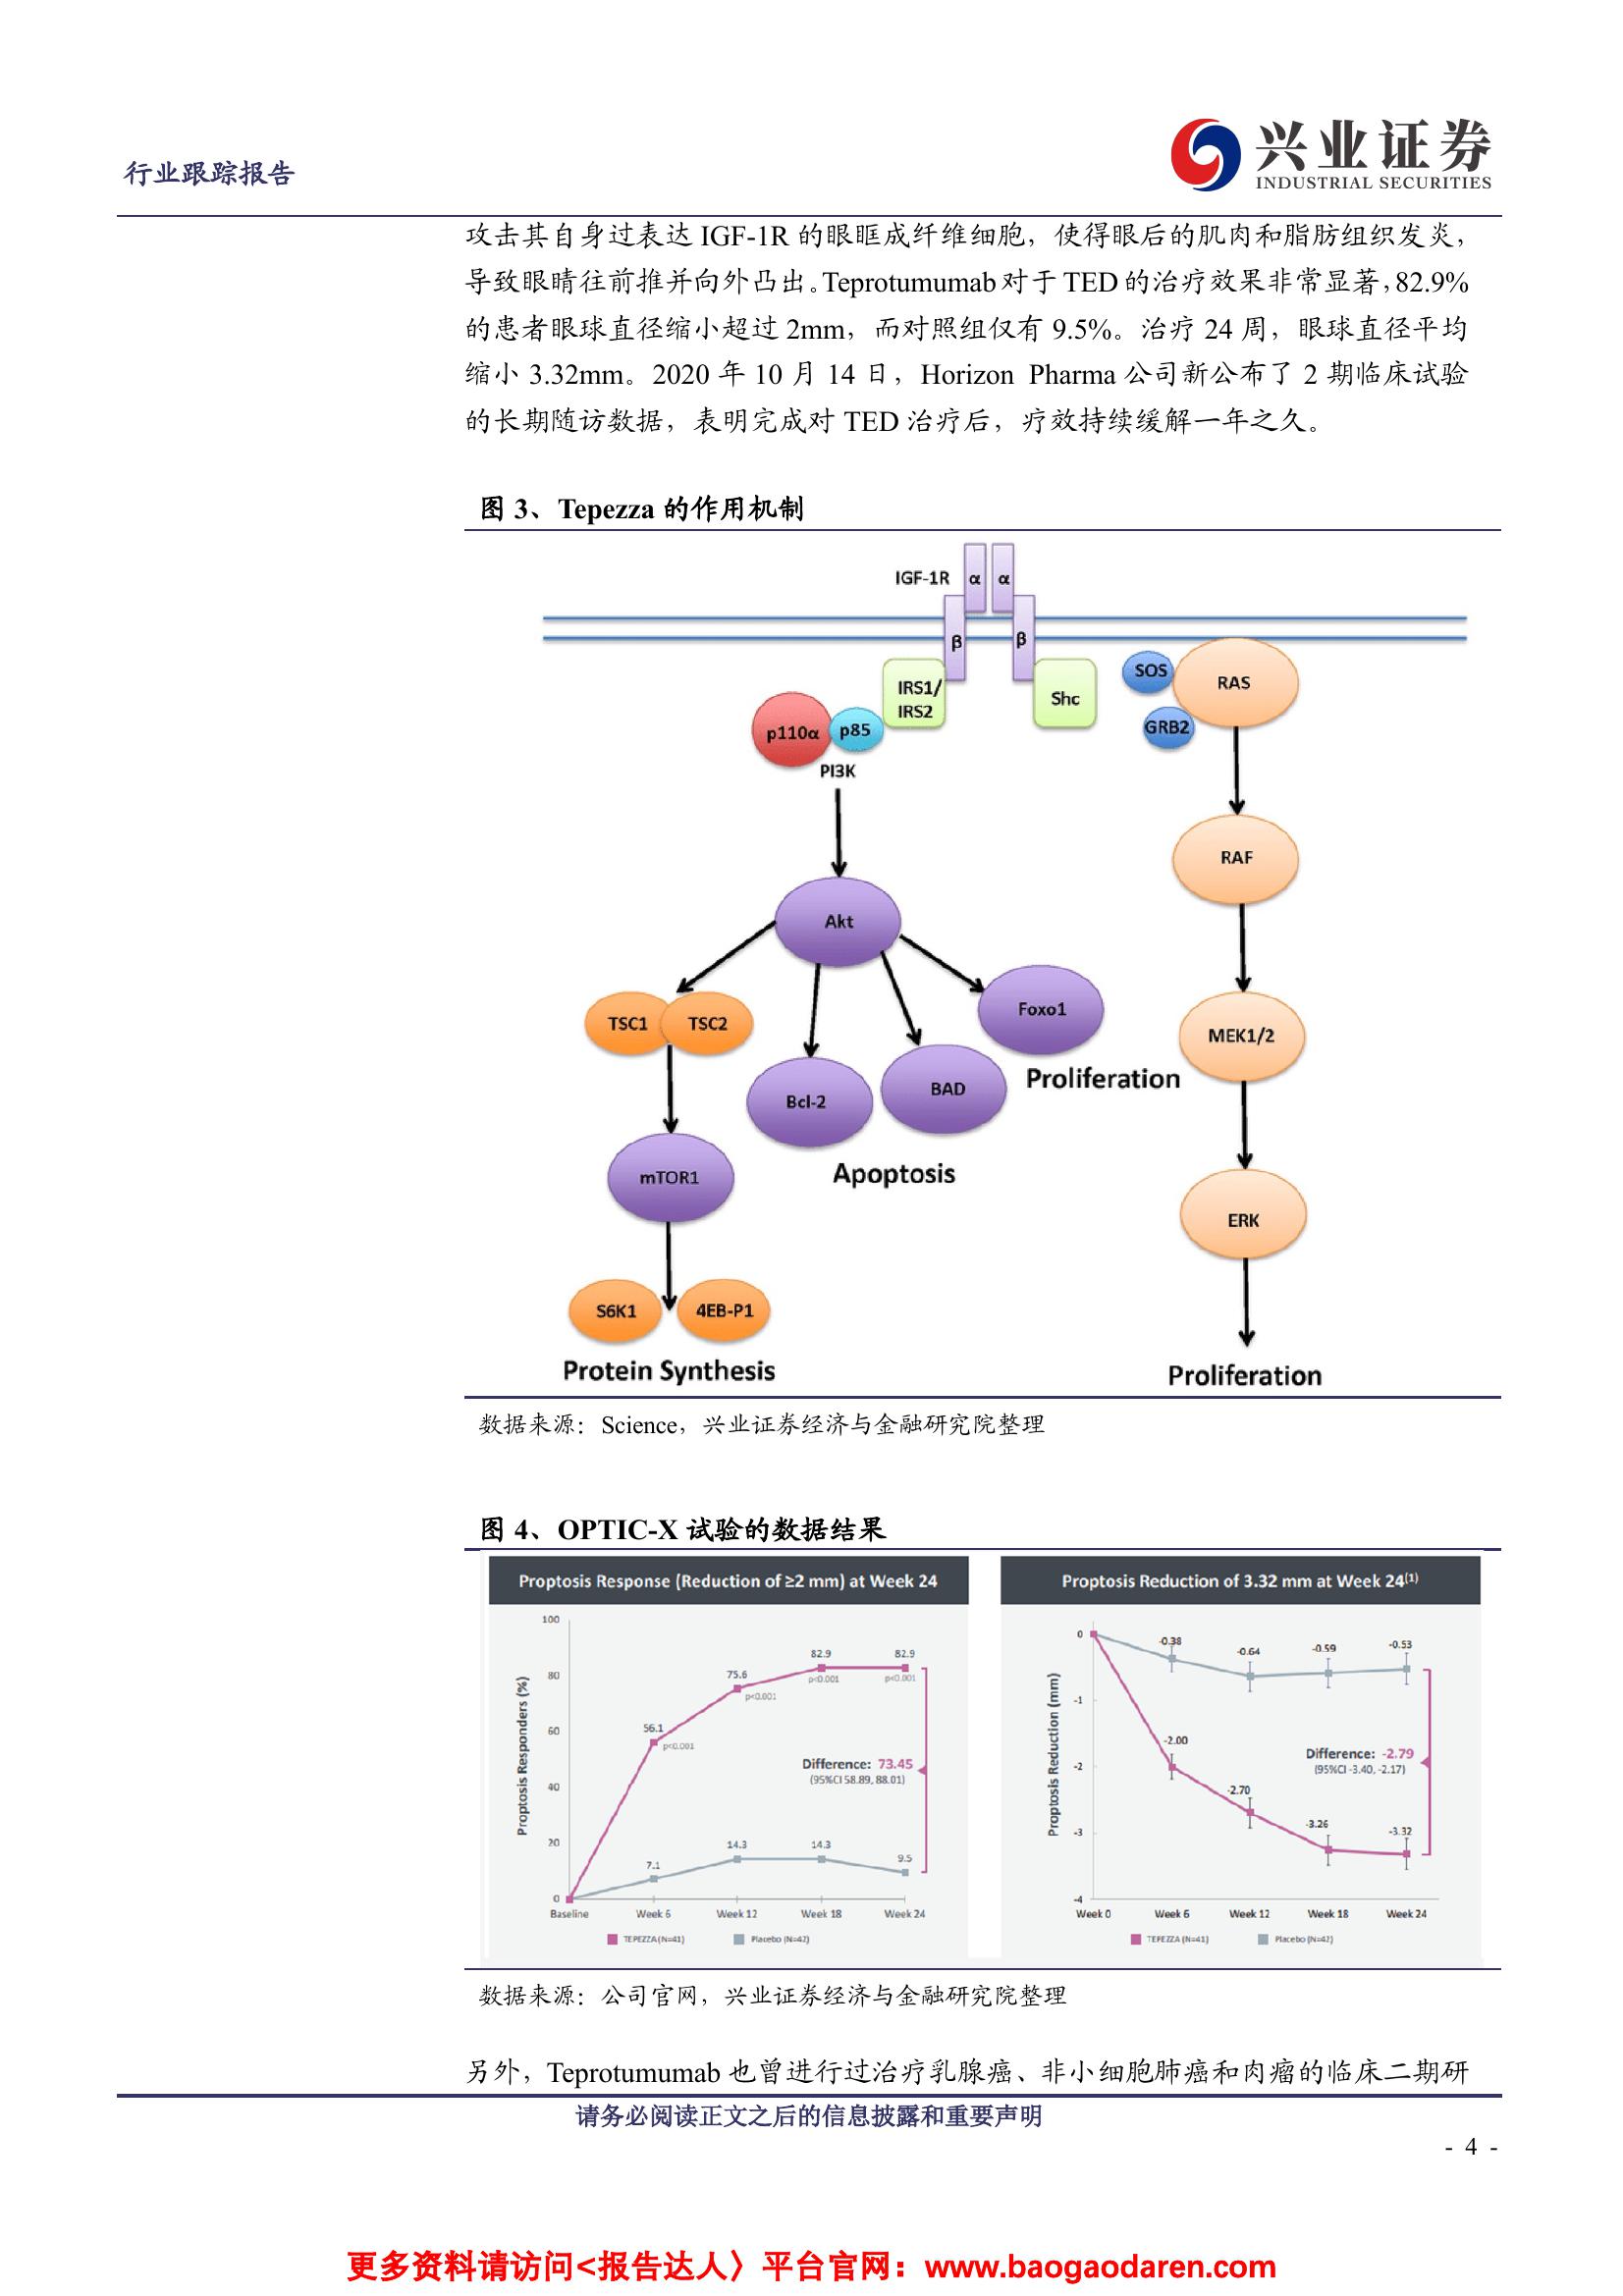 行业跟踪报告
兴业证券
INDUSTRIAL SECURITIES
攻击其自身过表达 IGF-1R 的眼眶成纤维细胞，使得眼后的肌肉和脂肪组织发炎，
导致眼睛往前推并向外凸出。Teprotumumab 对于 TED 的治疗效果非常显著，82.9%
的患者眼球直径缩小超过 2mm，而对照组仅有 9.5%。治疗 24 周，眼球直径平均
缩小 3.32mm。2020 年 10 月 14 日，Horizon Pharma 公司新公布了 2 期临床试验
的长期随访数据，表明完成对 TED 治疗后，疗效持续缓解一年之久。
图 3、Tepezza 的作用机制
IGF-1R α α
β β
IRS1/
IRS2
Shc
SOS
RAS
GRB2
p110α p85
PI3K
RAF
Akt
TSC1 TSC2
Foxo1
MEK1/2
Bcl-2
BAD
Proliferation
Apoptosis
mTOR1
ERK
S6K1 4EB-P1
Protein Synthesis
Proliferation
数据来源：Science，兴业证券经济与金融研究院整理
图 4、OPTIC-X 试验的数据结果
Proptosis Response (Reduction of ≥2 mm) at Week 24
Proptosis Responders (%)
100
80
60
40
20
0
56.1
p<0.001
75.6
p<0.001
82.9
p<0.001
82.9
p<0.001
Difference: 73.45
(95%CI 58.89, 88.01)
7.1
14.3
14.3
9.5
Baseline Week 6 Week 12 Week 18 Week 24
TEPEZZA (N=41) Placebo (N=42)
Proptosis Reduction of 3.32 mm at Week 24(1)
Proptosis Reduction (mm)
0
-1
-2
-3
-4
-0.38
-0.64
-0.59
-0.53
-2.00
-2.70
-3.26
-3.32
Difference: -2.79
(95%CI -3.40, -2.17)
Week 0 Week 6 Week 12 Week 18 Week 24
TEPEZZA (N=41) Placebo (N=42)
数据来源：公司官网，兴业证券经济与金融研究院整理
另外，Teprotumumab 也曾进行过治疗乳腺癌、非小细胞肺癌和肉瘤的临床二期研
请务必阅读正文之后的信息披露和重要声明
- 4 -
更多资料请访问<报告达人〉平台官网：www.baogaodaren.com